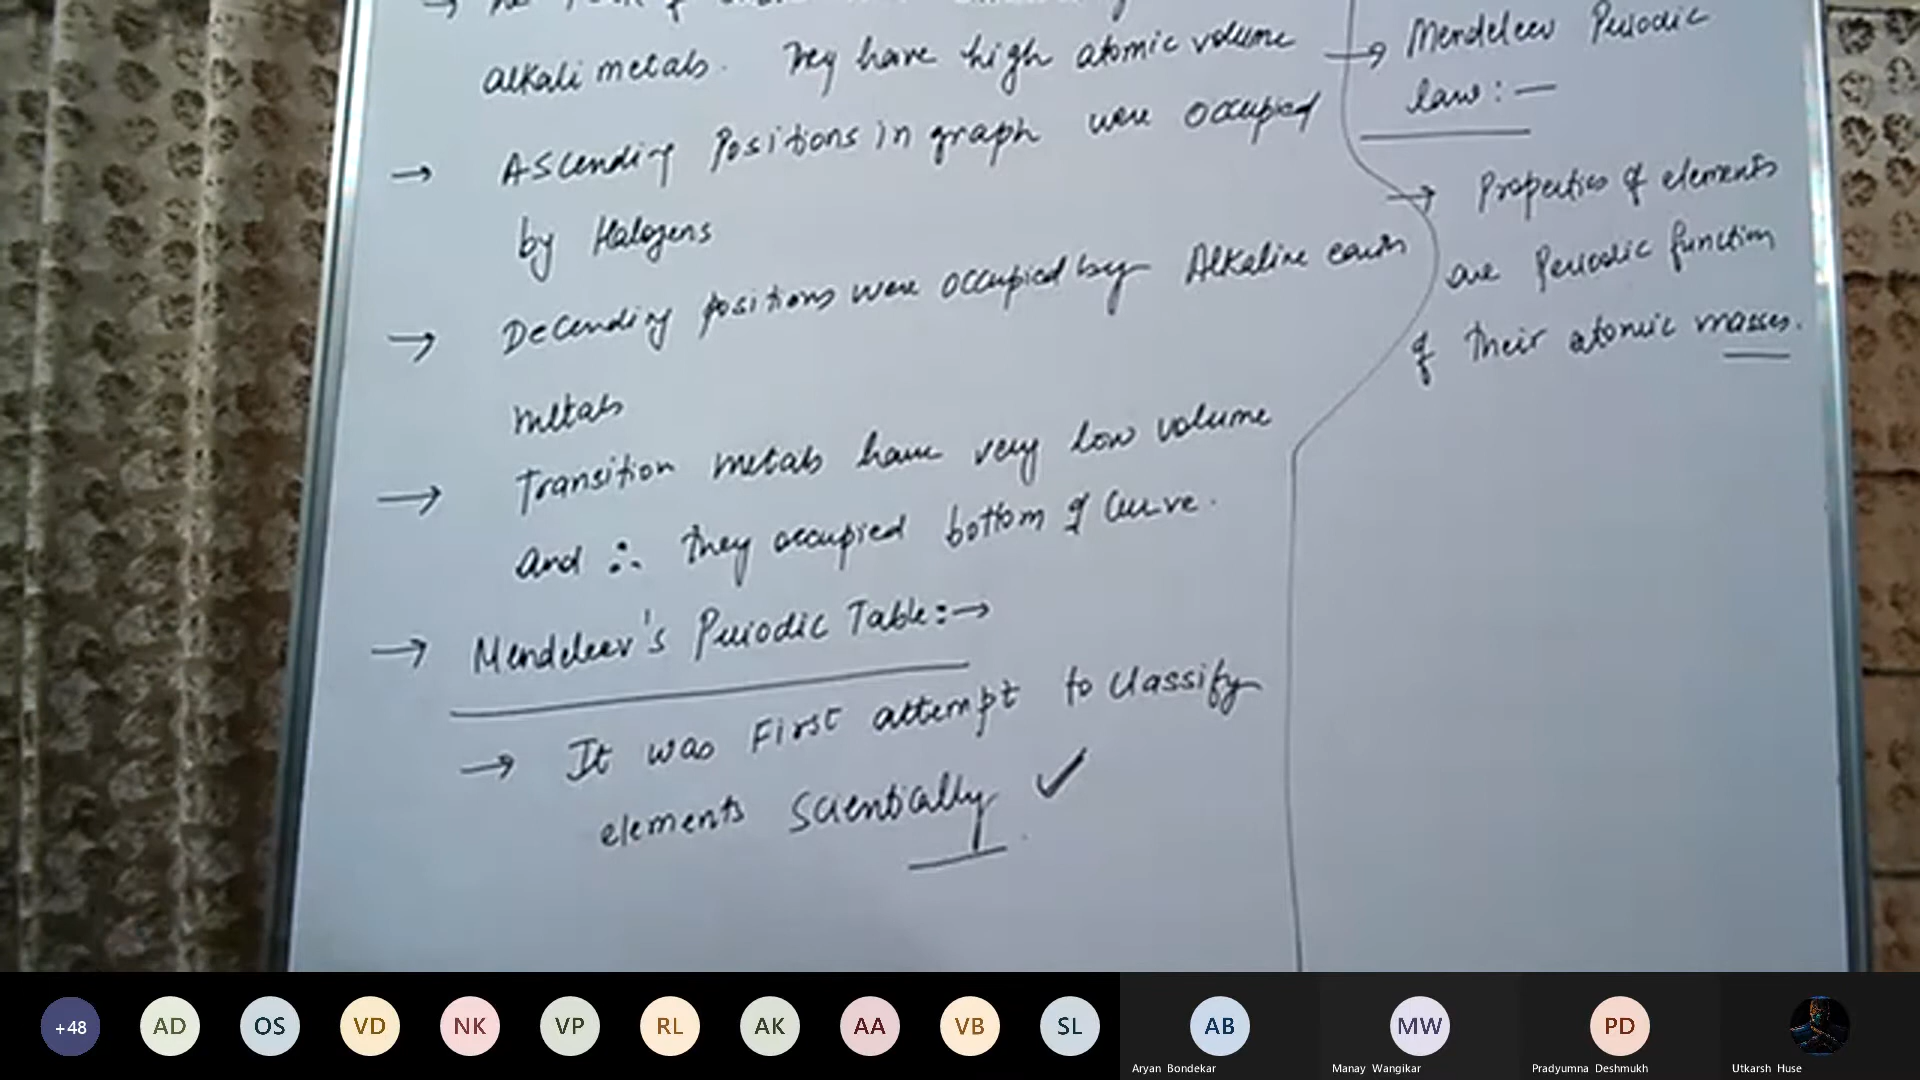 alkali metals. They have high atomic volume
→ Ascending Positions in graph were occupied
by Halogens
→ Decending positions were occupied by Alkaline earth
metals
→ Transition metals have very low volume
and ∴ they occupied bottom of Curve.
→ Mendeleev's Periodic Table:→
→ It was First attempt to classify
elements Scientically ✓
→ Mendeleev Periodic
law:—
→ Properties of elements
are Periodic function
of their atomic masses.
+48 AD OS VD NK VP RL AK AA VB SL AB MW PD
Aryan Bondekar Manay Wangikar Pradyumna Deshmukh Utkarsh Huse